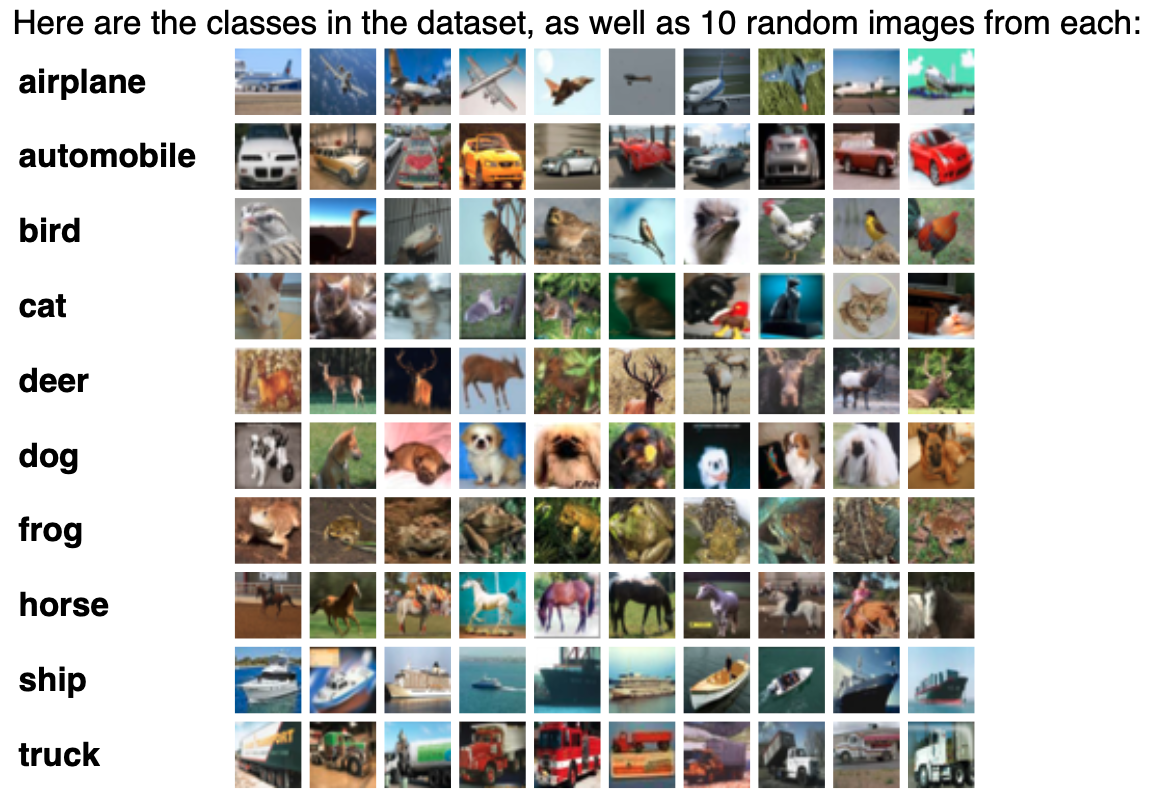 Here are the classes in the dataset, as well as 10 random images from each:
airplane
automobile
bird
cat
deer
dog
frog
horse
ship
truck